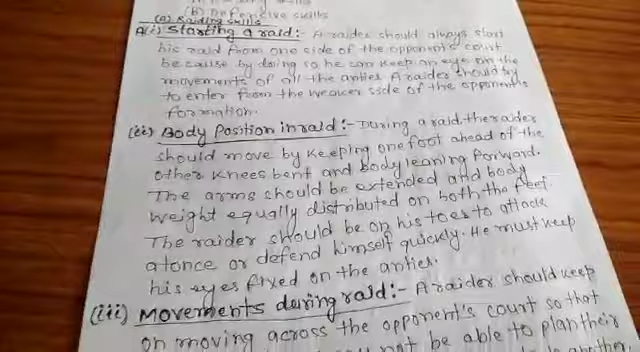 (b) Defensive skills
(a) Raiding skills
A(i) Starting a raid:- A raider should always start
his raid from one side of the opponent's court
because by doing so he can keep an eye on the
movements of all the anties. A raider should try
to enter from the weaker side of the opponent's
formation.
(ii) Body Position in raid:- During a raid, the raider
should move by keeping one foot ahead of the
other knees bent and body leaning forward.
The arms should be extended and body
weight equally distributed on both the feet.
The raider should be on his toes to attack
atonce or defend himself quickly. He must keep
his eyes fixed on the anties.
(iii) Movements during raid:- A raider should keep
on moving across the opponent's court so that
not be able to plan their
another